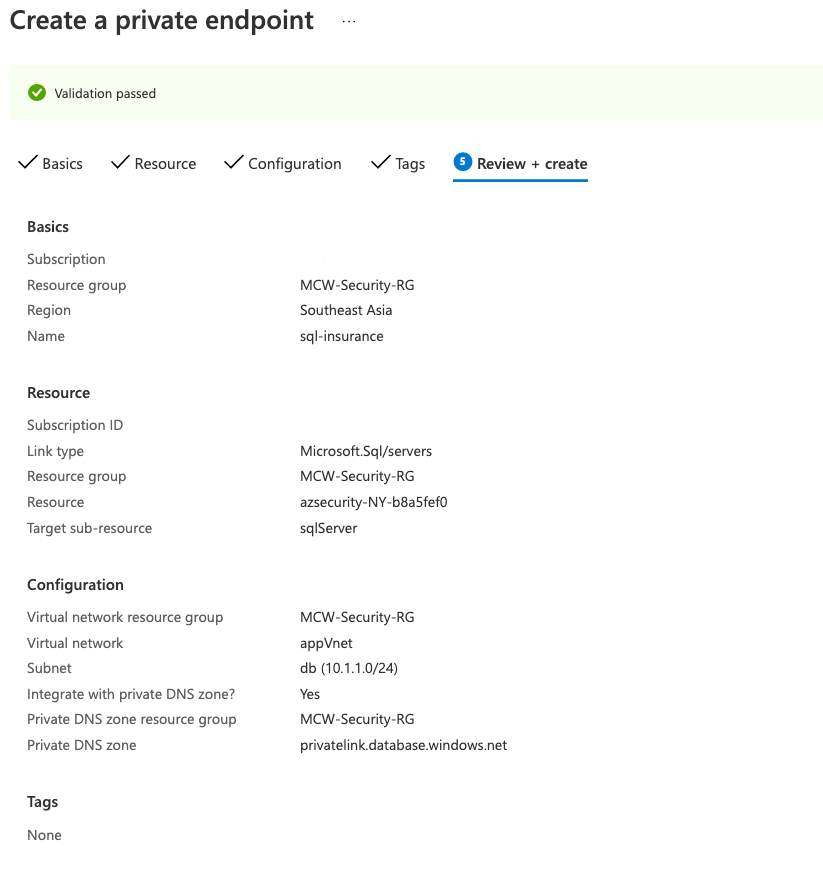 Create a private endpoint ...
Validation passed
Basics Resource Configuration Tags 5 Review + create
Basics
Subscription
Resource group MCW-Security-RG
Region Southeast Asia
Name sql-insurance
Resource
Subscription ID
Link type Microsoft.Sql/servers
Resource group MCW-Security-RG
Resource azsecurity-NY-b8a5fef0
Target sub-resource sqlServer
Configuration
Virtual network resource group MCW-Security-RG
Virtual network appVnet
Subnet db (10.1.1.0/24)
Integrate with private DNS zone? Yes
Private DNS zone resource group MCW-Security-RG
Private DNS zone privatelink.database.windows.net
Tags
None